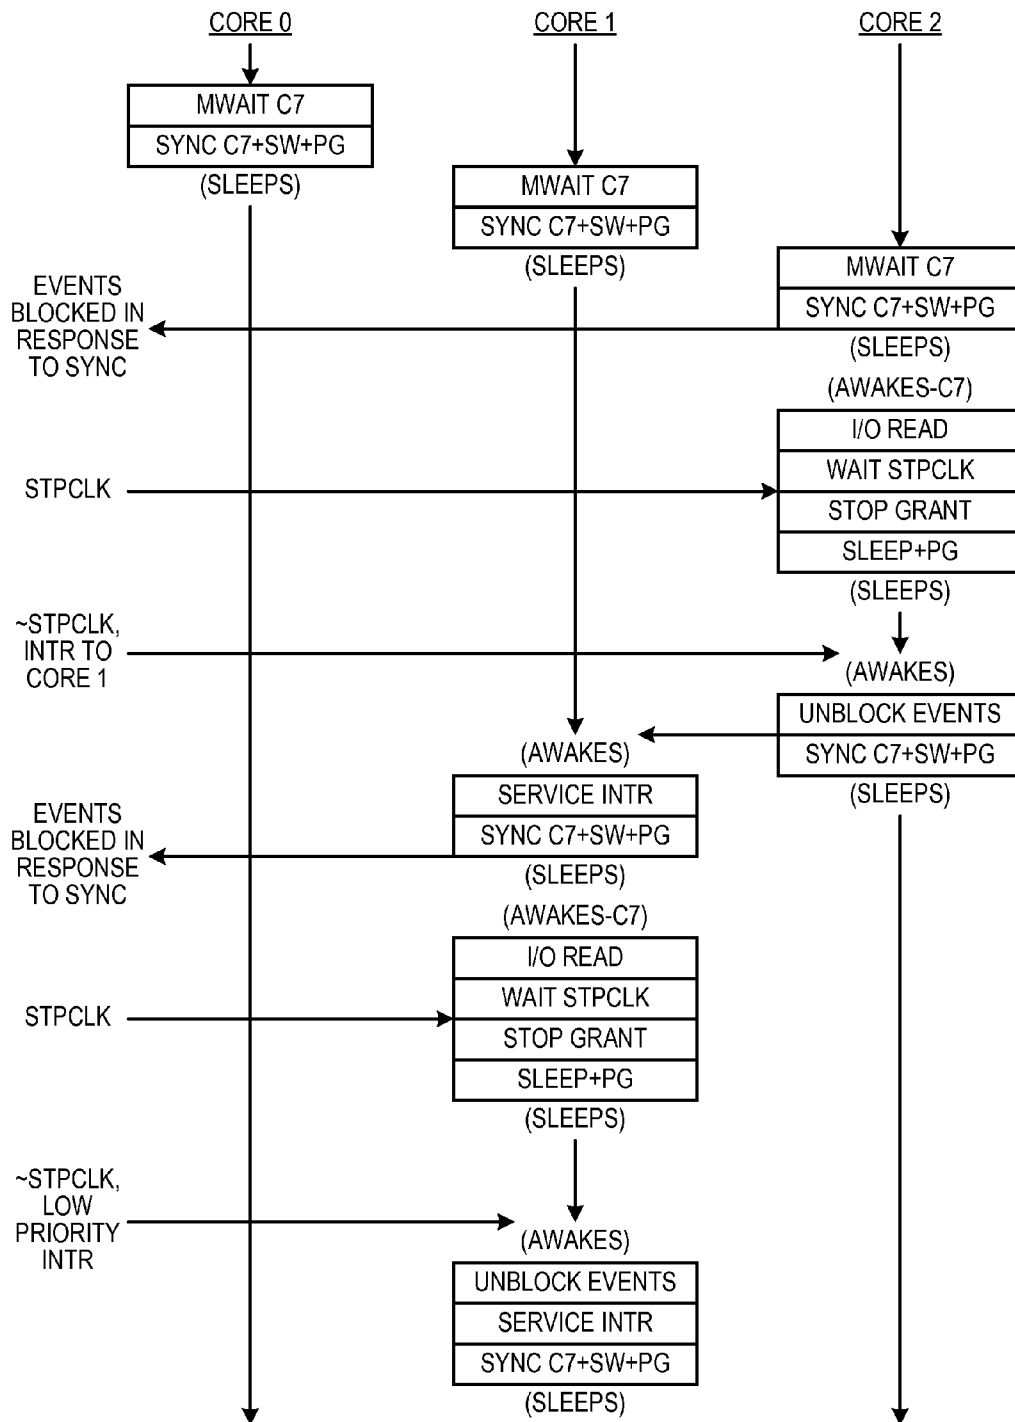 CORE 0
CORE 1
CORE 2
MWAIT C7
SYNC C7+SW+PG
(SLEEPS)
MWAIT C7
SYNC C7+SW+PG
(SLEEPS)
MWAIT C7
SYNC C7+SW+PG
(SLEEPS)
EVENTS
BLOCKED IN
RESPONSE
TO SYNC
(AWAKES-C7)
I/O READ
WAIT STPCLK
STOP GRANT
SLEEP+PG
(SLEEPS)
STPCLK
~STPCLK,
INTR TO
CORE 1
(AWAKES)
UNBLOCK EVENTS
SYNC C7+SW+PG
(SLEEPS)
(AWAKES)
SERVICE INTR
SYNC C7+SW+PG
(SLEEPS)
EVENTS
BLOCKED IN
RESPONSE
TO SYNC
(AWAKES-C7)
I/O READ
WAIT STPCLK
STOP GRANT
SLEEP+PG
(SLEEPS)
STPCLK
~STPCLK,
LOW
PRIORITY
INTR
(AWAKES)
UNBLOCK EVENTS
SERVICE INTR
SYNC C7+SW+PG
(SLEEPS)